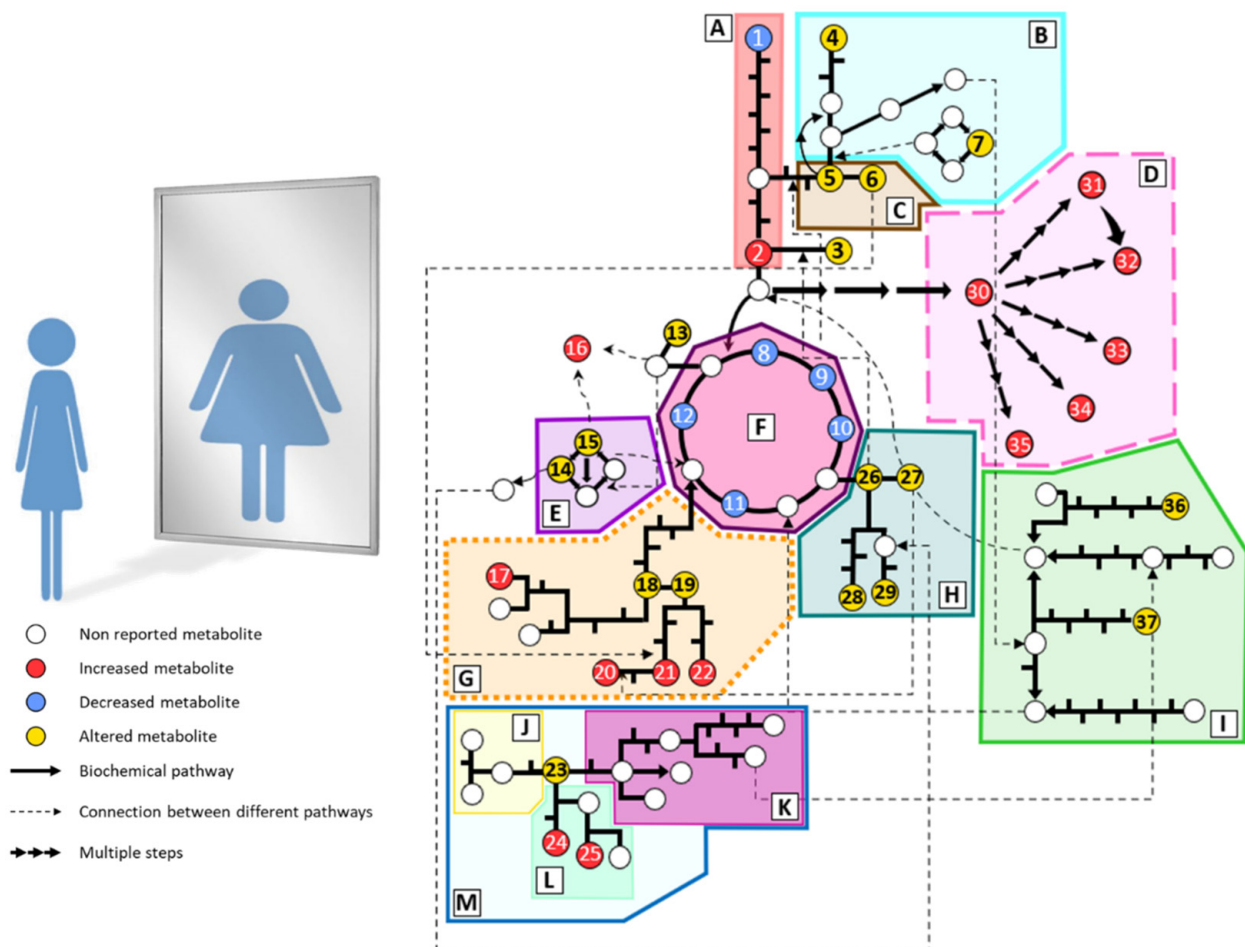 A
1
4
B
7
5
6
C
D
31
2
3
32
30
13
16
8
9
33
12
F
10
34
15
14
35
E
11
26
27
36
17
18
19
28
29
H
37
20
21
22
G
I
J
23
K
24
25
L
M
Non reported metabolite
Increased metabolite
Decreased metabolite
Altered metabolite
Biochemical pathway
Connection between different pathways
Multiple steps